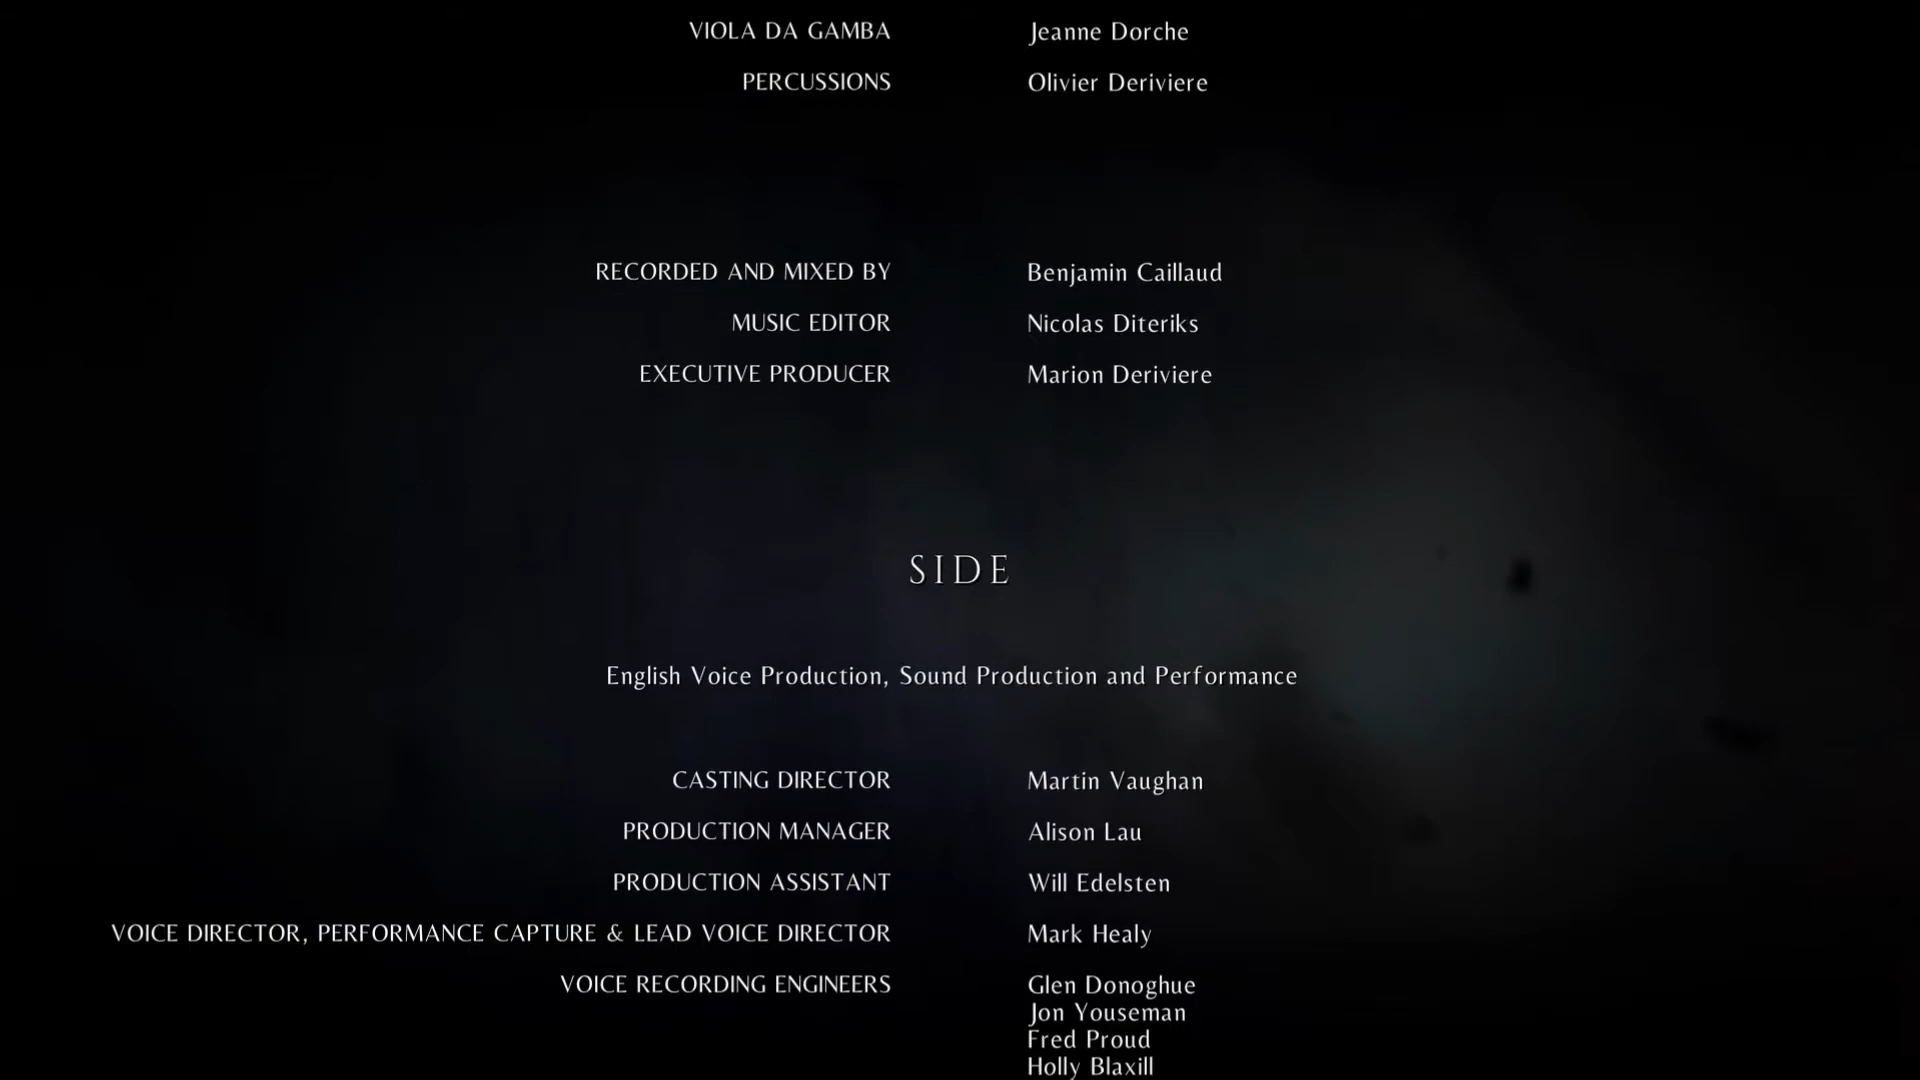 VIOLA DA GAMBA Jeanne Dorche
PERCUSSIONS Olivier Deriviere
RECORDED AND MIXED BY Benjamin Caillaud
MUSIC EDITOR Nicolas Diteriks
EXECUTIVE PRODUCER Marion Deriviere
SIDE
English Voice Production, Sound Production and Performance
CASTING DIRECTOR Martin Vaughan
PRODUCTION MANAGER Alison Lau
PRODUCTION ASSISTANT Will Edelsten
VOICE DIRECTOR, PERFORMANCE CAPTURE & LEAD VOICE DIRECTOR Mark Healy
VOICE RECORDING ENGINEERS Glen Donoghue
Jon Youseman
Fred Proud
Holly Blaxill